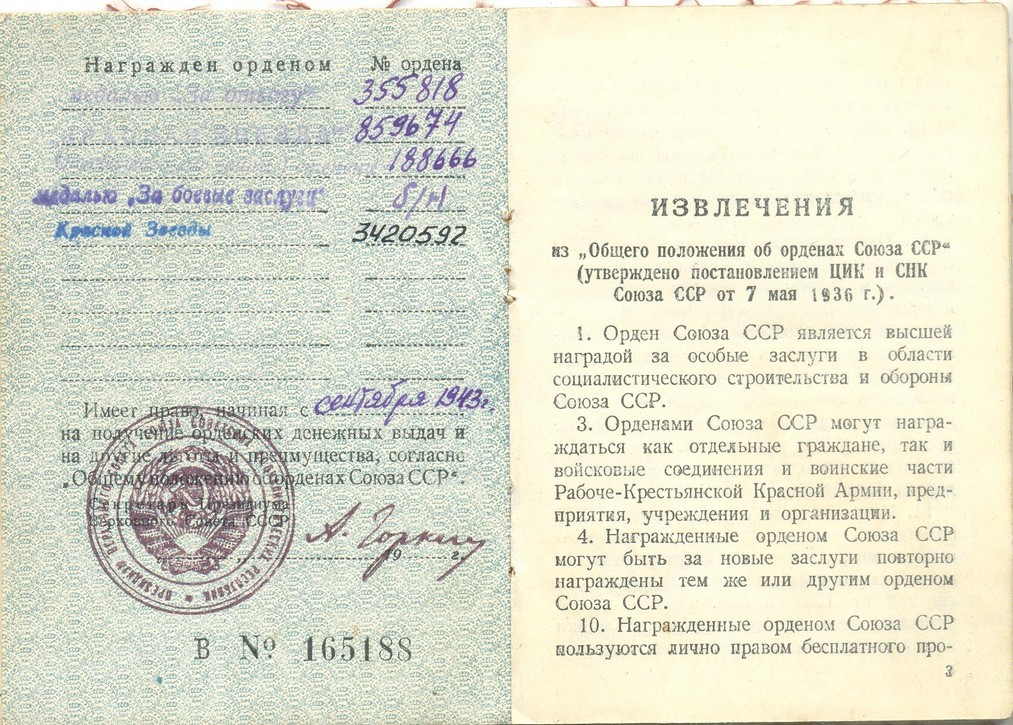 Награжден орденом № ордена
медалью „За отвагу“ 355818
859674
188666
медалью „За боевые заслуги“ б/н
Красной Звезды 3420592
Имеет право, начиная с сентября 1943г.
на получение орденских денежных выдач и
на другие льготы и преимущества, согласно
„Общему положению об орденах Союза ССР“.
Секретарь Президиума
Верховного Совета СССР
А. Горкин
19 г.
В № 165188
ИЗВЛЕЧЕНИЯ
из „Общего положения об орденах Союза ССР“
(утверждено постановлением ЦИК и СНК
Союза ССР от 7 мая 1936 г.).
1. Орден Союза ССР является высшей
наградой за особые заслуги в области
социалистического строительства и обороны
Союза ССР.
3. Орденами Союза ССР могут награ-
ждаться как отдельные граждане, так и
войсковые соединения и воинские части
Рабоче-Крестьянской Красной Армии, пред-
приятия, учреждения и организации.
4. Награжденные орденом Союза ССР
могут быть за новые заслуги повторно
награждены тем же или другим орденом
Союза ССР.
10. Награжденные орденом Союза ССР
пользуются лично правом бесплатного про-
3